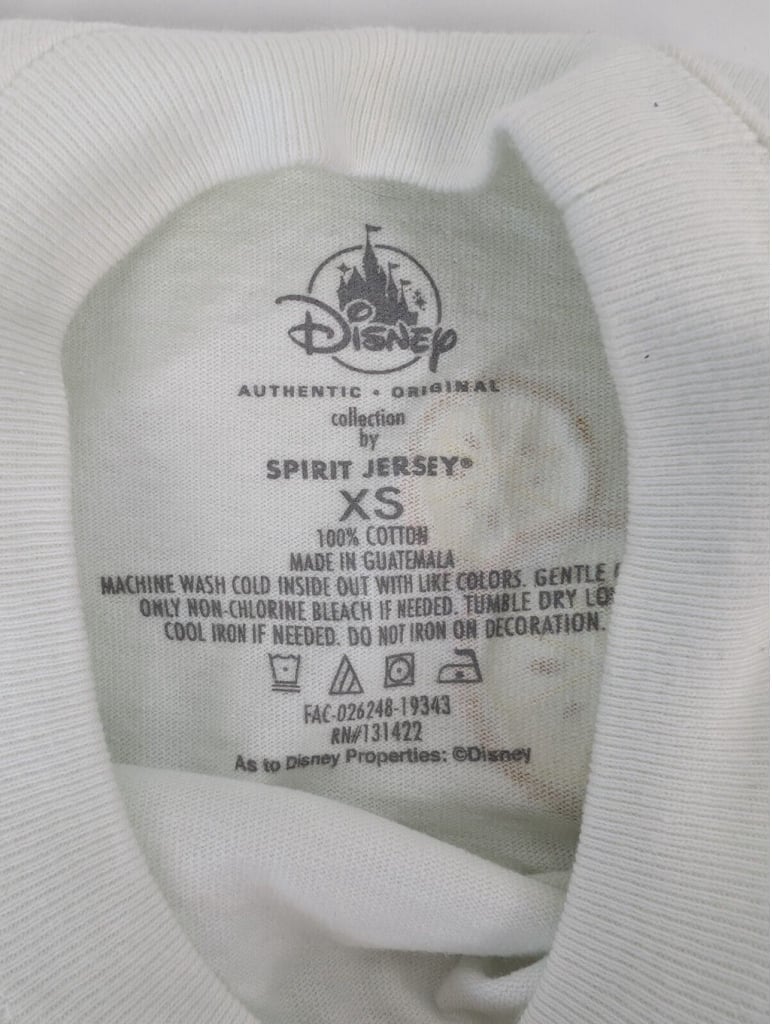 Disney
AUTHENTIC • ORIGINAL
collection
by
SPIRIT JERSEY®
XS
100% COTTON
MADE IN GUATEMALA
MACHINE WASH COLD INSIDE OUT WITH LIKE COLORS. GENTLE
ONLY NON-CHLORINE BLEACH IF NEEDED. TUMBLE DRY
COOL IRON IF NEEDED. DO NOT IRON ON DECORATION.
FAC-026248-19343
RN#131422
As to Disney Properties: ©Disney